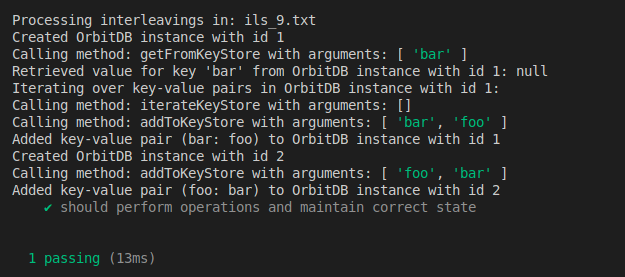 Processing interleavings in: ils_9.txt
Created OrbitDB instance with id 1
Calling method: getFromKeyStore with arguments: [ 'bar' ]
Retrieved value for key 'bar' from OrbitDB instance with id 1: null
Iterating over key-value pairs in OrbitDB instance with id 1:
Calling method: iterateKeyStore with arguments: []
Calling method: addToKeyStore with arguments: [ 'bar', 'foo' ]
Added key-value pair (bar: foo) to OrbitDB instance with id 1
Created OrbitDB instance with id 2
Calling method: addToKeyStore with arguments: [ 'foo', 'bar' ]
Added key-value pair (foo: bar) to OrbitDB instance with id 2
✔ should perform operations and maintain correct state
1 passing (13ms)